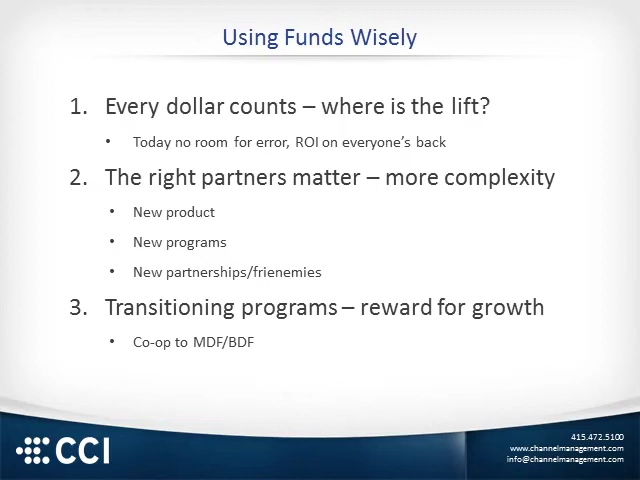 Using Funds Wisely
1. Every dollar counts – where is the lift?
• Today no room for error, ROI on everyone's back
2. The right partners matter – more complexity
• New product
• New programs
• New partnerships/frienemies
3. Transitioning programs – reward for growth
• Co-op to MDF/BDF
CCI
415.472.5100
www.channelmanagement.com
info@channelmanagement.com